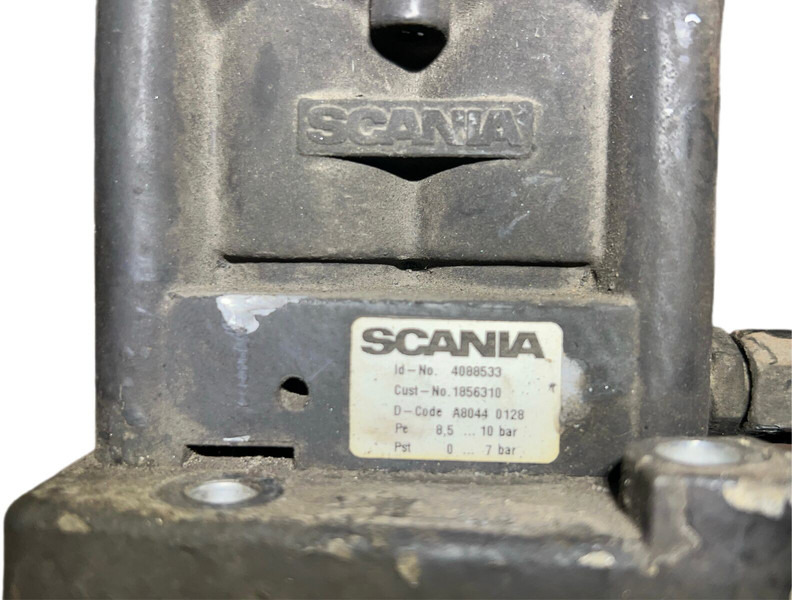 SCANIA
SCANIA
Id-No. 4088533
Cust-No. 1856310
D-Code A8044 0128
Pe 8,5 ... 10 bar
Pst 0 ... 7 bar